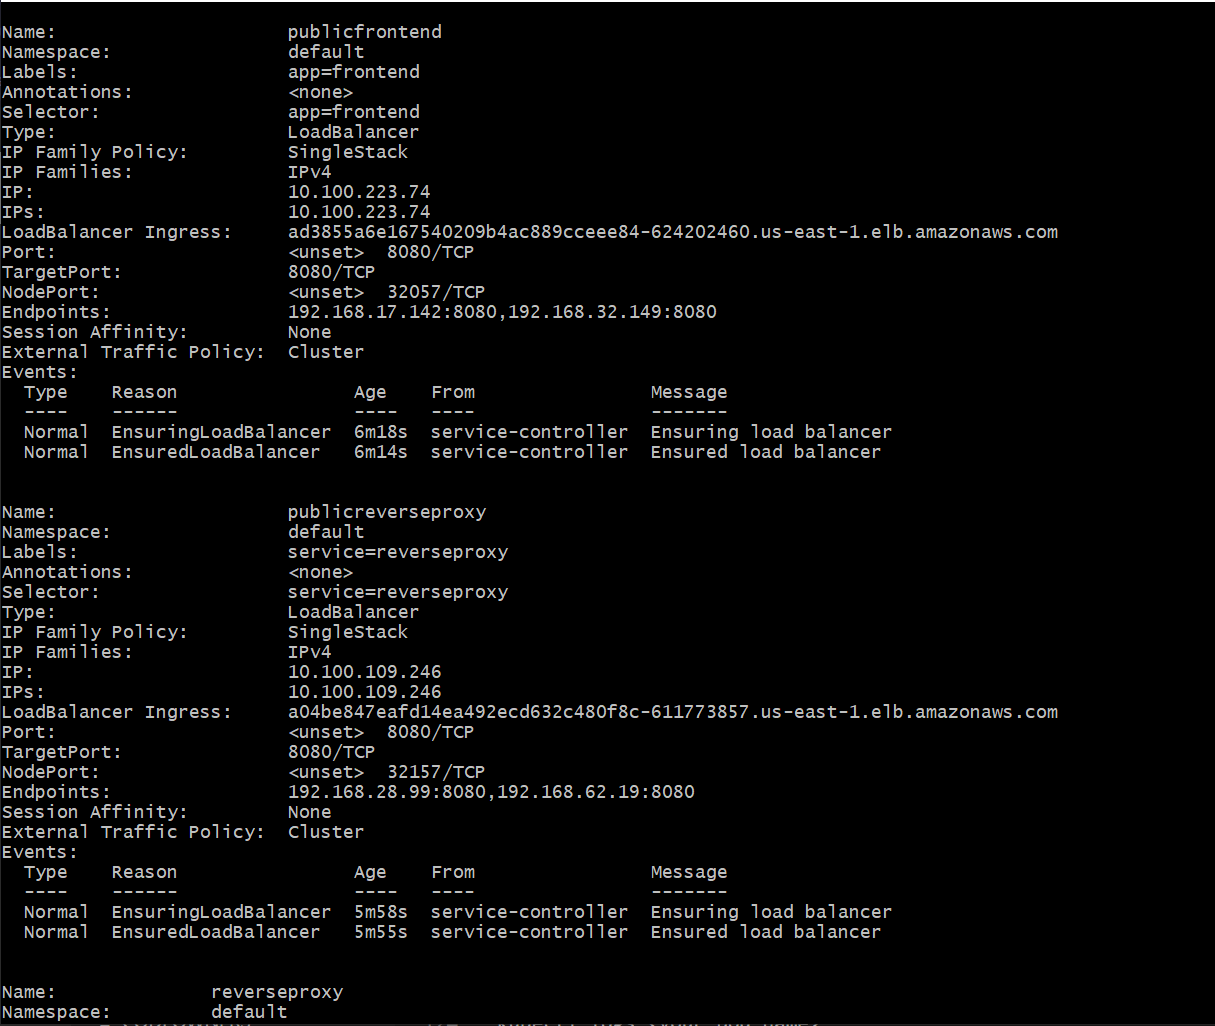 Name:                     publicfrontend
Namespace:                default
Labels:                   app=frontend
Annotations:              <none>
Selector:                 app=frontend
Type:                     LoadBalancer
IP Family Policy:         SingleStack
IP Families:              IPv4
IP:                       10.100.223.74
IPs:                      10.100.223.74
LoadBalancer Ingress:     ad3855a6e167540209b4ac889cceee84-624202460.us-east-1.elb.amazonaws.com
Port:                     <unset>  8080/TCP
TargetPort:               8080/TCP
NodePort:                 <unset>  32057/TCP
Endpoints:                192.168.17.142:8080,192.168.32.149:8080
Session Affinity:         None
External Traffic Policy:  Cluster
Events:
  Type    Reason                Age    From                Message
  ----    ------                ----   ----                -------
  Normal  EnsuringLoadBalancer  6m18s  service-controller  Ensuring load balancer
  Normal  EnsuredLoadBalancer   6m14s  service-controller  Ensured load balancer
Name:                     publicreverseproxy
Namespace:                default
Labels:                   service=reverseproxy
Annotations:              <none>
Selector:                 service=reverseproxy
Type:                     LoadBalancer
IP Family Policy:         SingleStack
IP Families:              IPv4
IP:                       10.100.109.246
IPs:                      10.100.109.246
LoadBalancer Ingress:     a04be847eafd14ea492ecd632c480f8c-611773857.us-east-1.elb.amazonaws.com
Port:                     <unset>  8080/TCP
TargetPort:               8080/TCP
NodePort:                 <unset>  32157/TCP
Endpoints:                192.168.28.99:8080,192.168.62.19:8080
Session Affinity:         None
External Traffic Policy:  Cluster
Events:
  Type    Reason                Age    From                Message
  ----    ------                ----   ----                -------
  Normal  EnsuringLoadBalancer  5m58s  service-controller  Ensuring load balancer
  Normal  EnsuredLoadBalancer   5m55s  service-controller  Ensured load balancer
Name:              reverseproxy
Namespace:         default